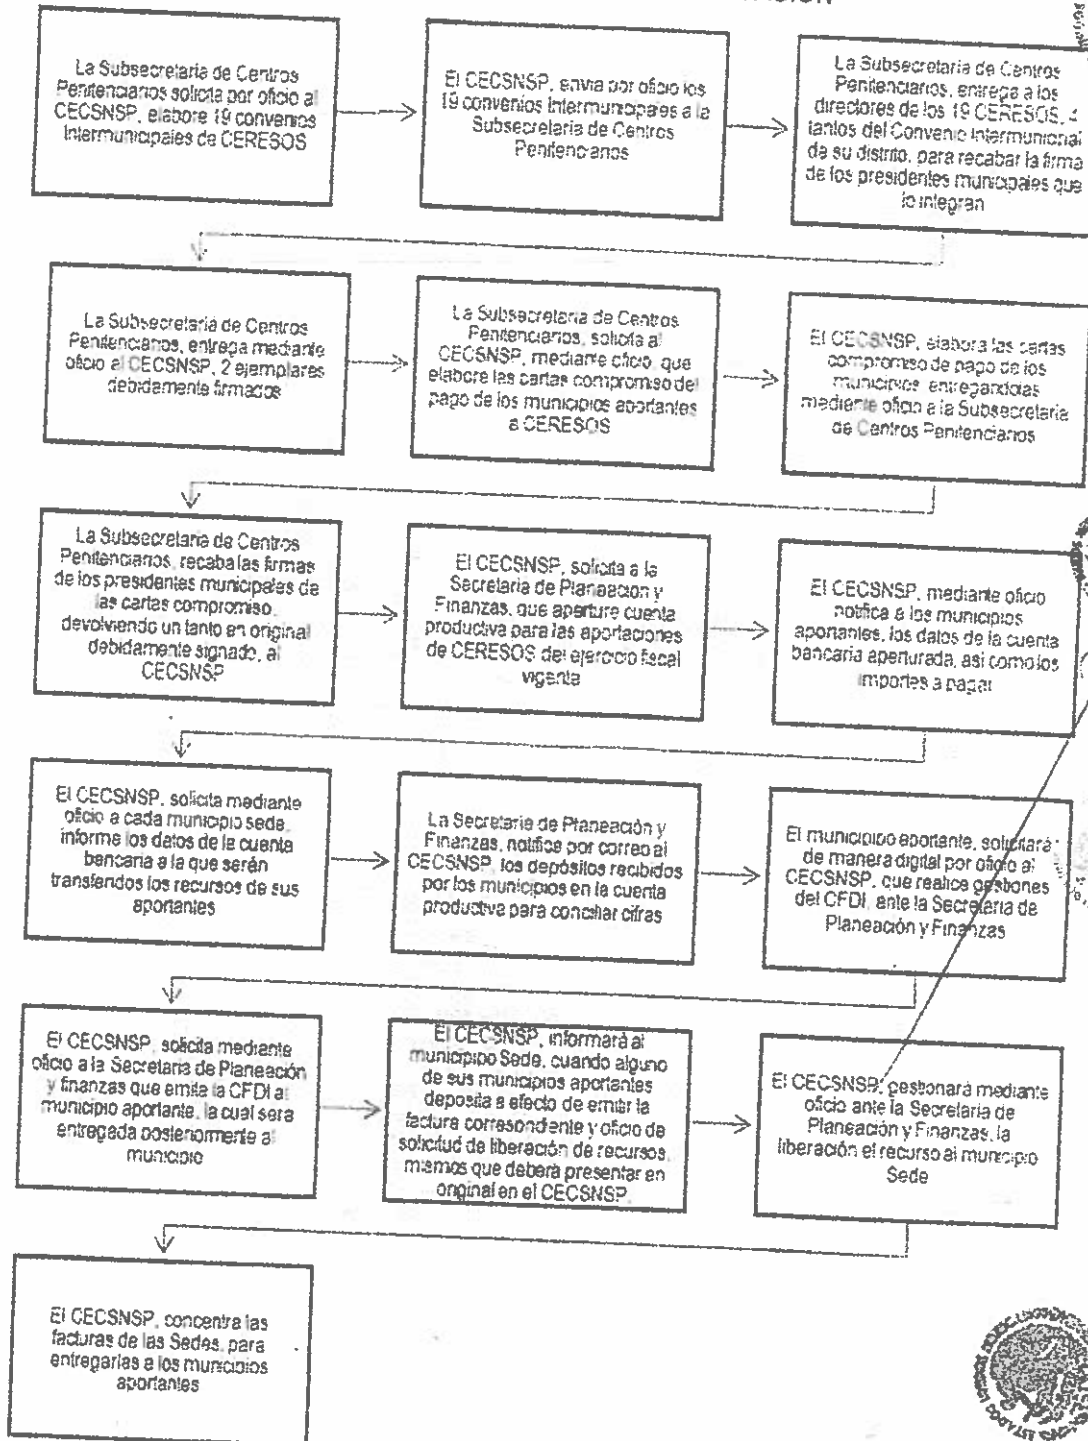 La Subsecretaría de Centros
Penitenciarios solicita por oficio al
CECSNSP, elabore 19 convenios
Intermunicipales de CERESOS
El CECSNSP, envía por oficio los
19 convenios Intermunicipales a la
Subsecretaría de Centros
Penitenciarios
La Subsecretaría de Centros
Penitenciarios, entrega a los
directores de los 19 CERESOS, 4
tantos del Convenio Intermunicipal
de su distrito, para recabar la firma
de los presidentes municipales que
lo integran
La Subsecretaría de Centros
Penitenciarios, entrega mediante
oficio al CECSNSP, 2 ejemplares
debidamente firmados
La Subsecretaría de Centros
Penitenciarios, solicita al
CECSNSP, mediante oficio, que
elabore las cartas compromiso del
pago de los municipios aportantes
a CERESOS
El CECSNSP, elabora las cartas
compromiso de pago de los
municipios, entregandolas
mediante oficio a la Subsecretaría
de Centros Penitenciarios
La Subsecretaría de Centros
Penitenciarios, recaba las firmas
de los presidentes municipales de
las cartas compromiso,
devolviendo un tanto en original
debidamente signado, al
CECSNSP
El CECSNSP, solicita a la
Secretaría de Planeación y
Finanzas, que aperture cuenta
productiva para las aportaciones
de CERESOS del ejercicio fiscal
vigente
El CECSNSP, mediante oficio
notifica a los municipios
aportantes, los datos de la cuenta
bancaria aperturada, así como los
importes a pagar
El CECSNSP, solicita mediante
oficio a cada municipio sede,
informe los datos de la cuenta
bancaria a la que serán
transferidos los recursos de sus
aportantes
La Secretaría de Planeación y
Finanzas, notifica por correo al
CECSNSP, los depósitos recibidos
por los municipios en la cuenta
productiva para conciliar cifras
El municipio aportante, solicitará
de manera digital por oficio al
CECSNSP, que realice gestiones
del CFDI, ante la Secretaría de
Planeación y Finanzas
El CECSNSP, solicita mediante
oficio a la Secretaría de Planeación
y finanzas que emita la CFDI al
municipio aportante, la cual sera
entregada posteriormente al
municipio
El CECSNSP, informará al
municipipo Sede, cuando alguno
de sus municipios aportantes
deposita a efecto de emitir la
factura correspondiente y oficio de
solicitud de liberación de recursos,
mismos que deberá presentar en
original en el CECSNSP.
El CECSNSP, gestionará mediante
oficio ante la Secretaría de
Planeación y Finanzas, la
liberación el recurso al municipio
Sede
El CECSNSP, concentra las
facturas de las Sedes, para
entregarlas a los municipios
aportantes